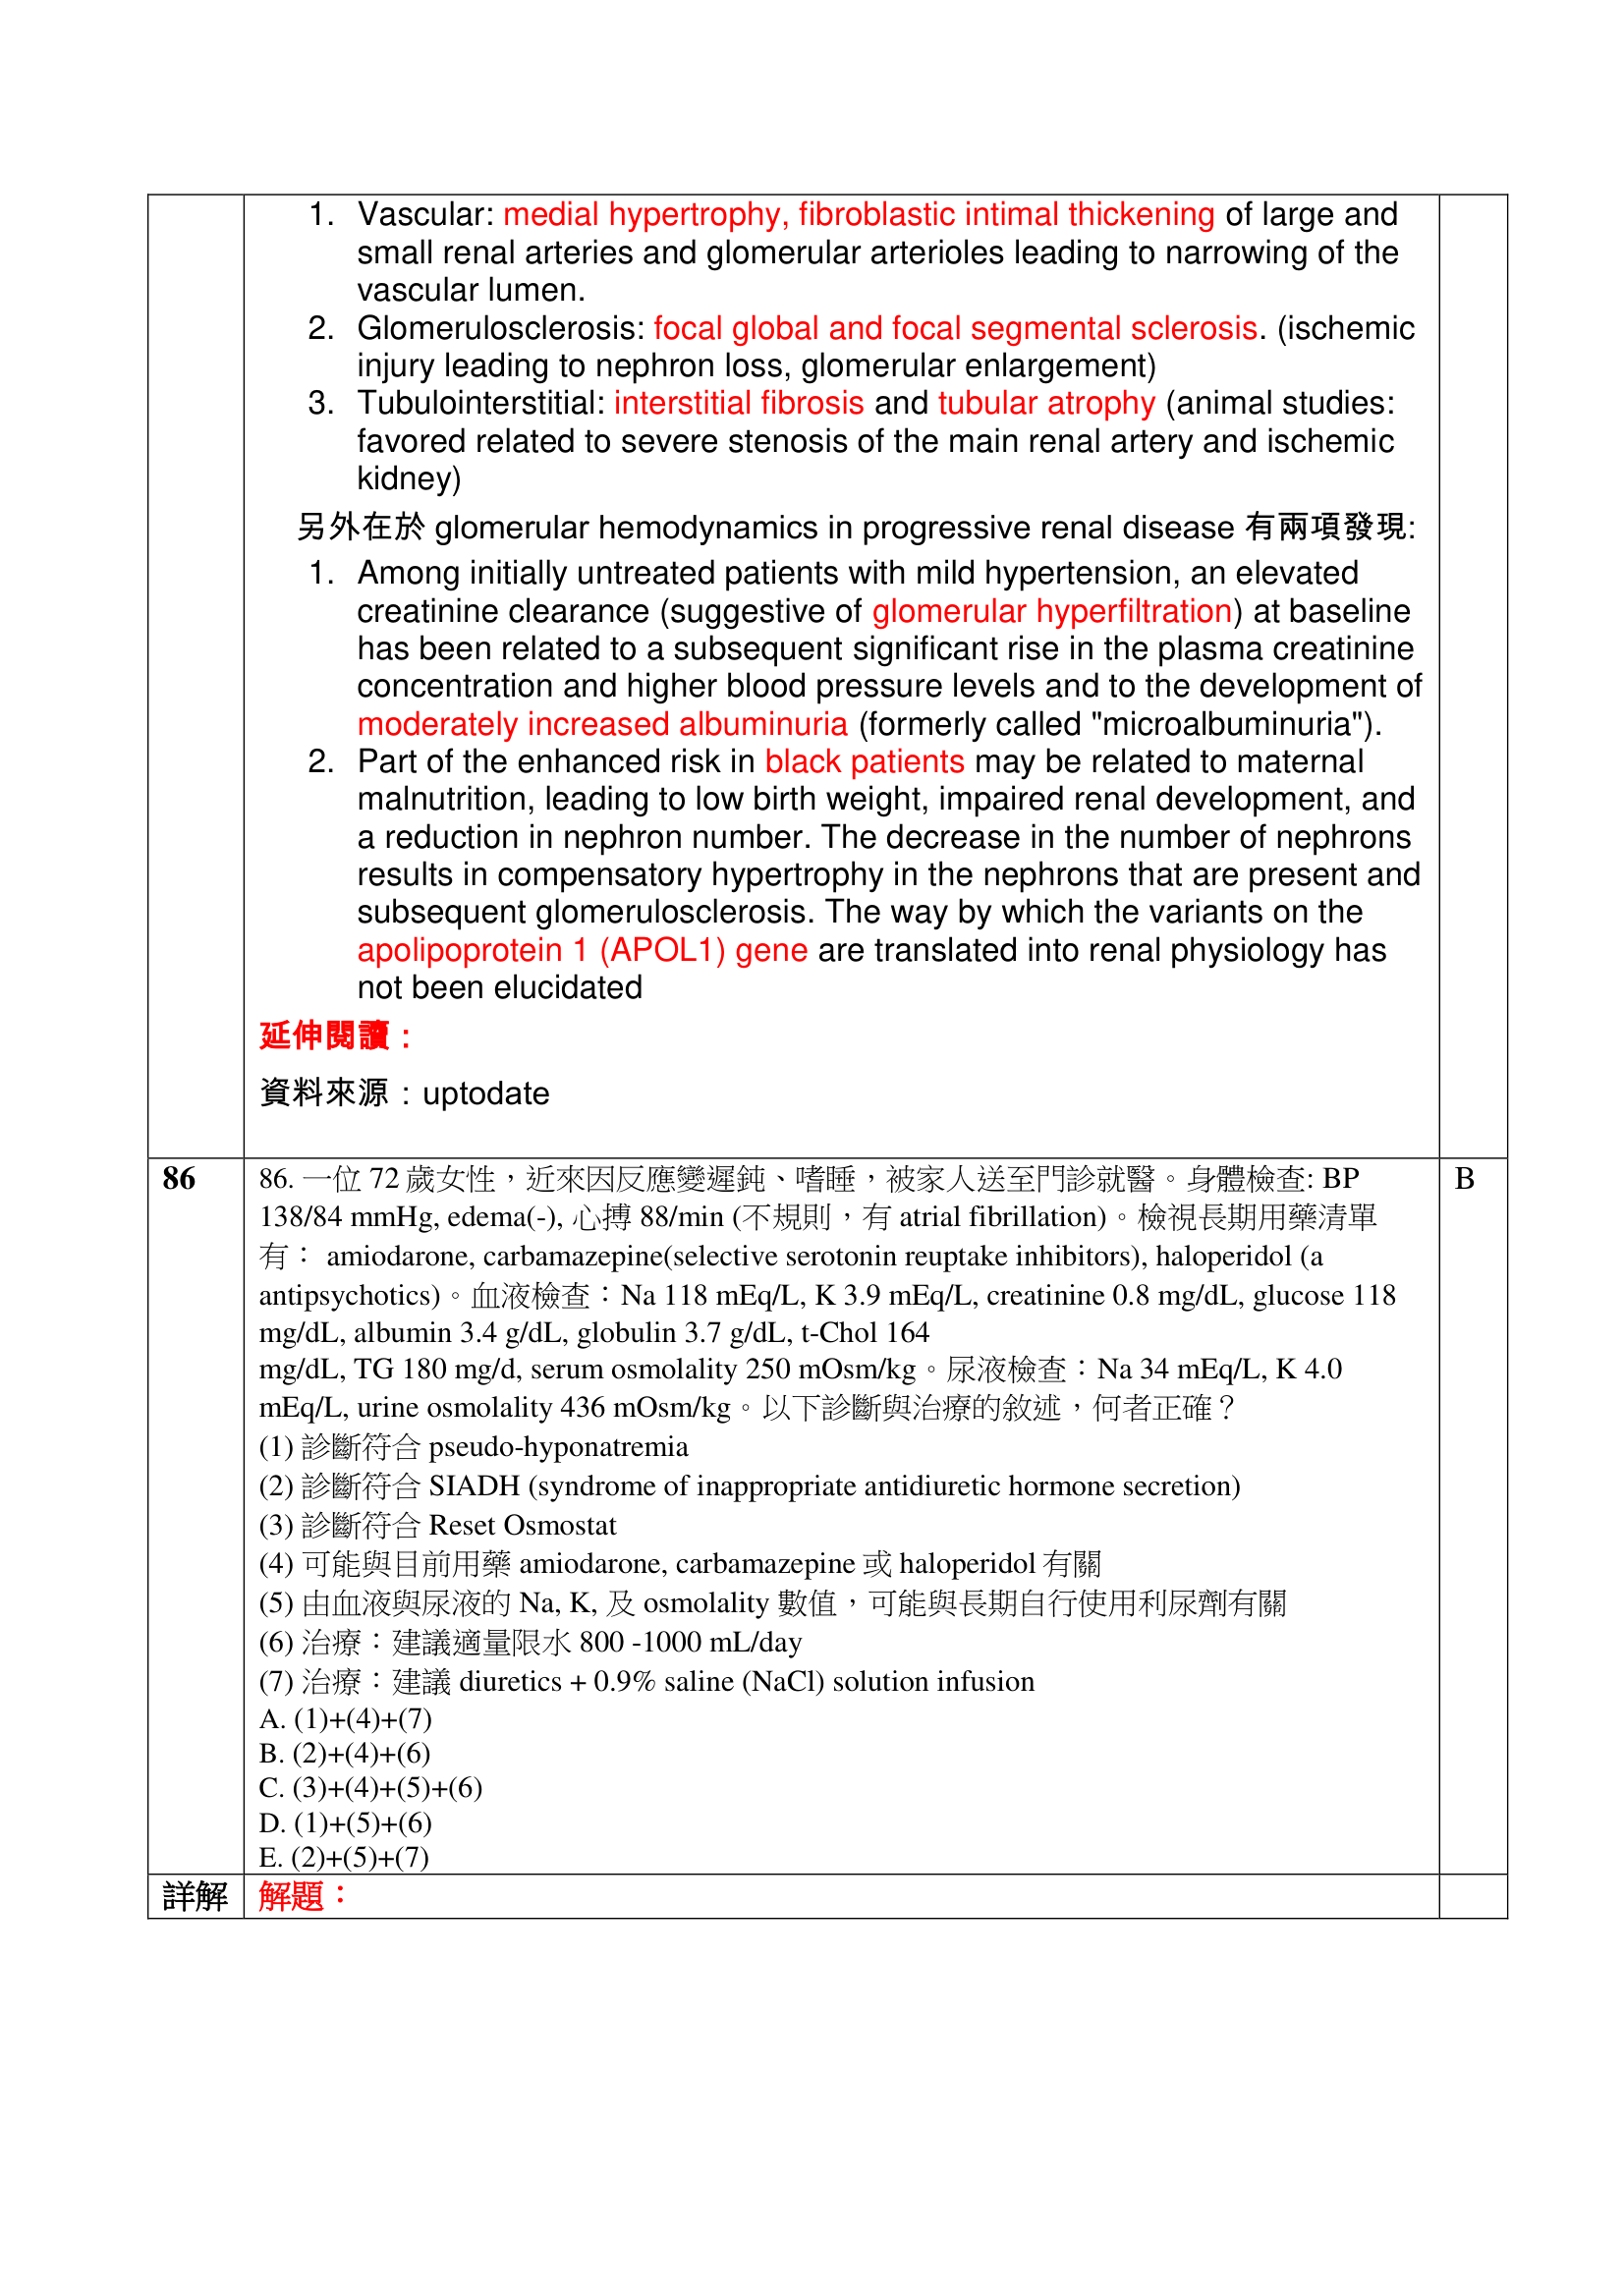 1. Vascular: medial hypertrophy, fibroblastic intimal thickening of large and
small renal arteries and glomerular arterioles leading to narrowing of the
vascular lumen.
2. Glomerulosclerosis: focal global and focal segmental sclerosis. (ischemic
injury leading to nephron loss, glomerular enlargement)
3. Tubulointerstitial: interstitial fibrosis and tubular atrophy (animal studies:
favored related to severe stenosis of the main renal artery and ischemic
kidney)
另外在於 glomerular hemodynamics in progressive renal disease 有兩項發現:
1. Among initially untreated patients with mild hypertension, an elevated
creatinine clearance (suggestive of glomerular hyperfiltration) at baseline
has been related to a subsequent significant rise in the plasma creatinine
concentration and higher blood pressure levels and to the development of
moderately increased albuminuria (formerly called "microalbuminuria").
2. Part of the enhanced risk in black patients may be related to maternal
malnutrition, leading to low birth weight, impaired renal development, and
a reduction in nephron number. The decrease in the number of nephrons
results in compensatory hypertrophy in the nephrons that are present and
subsequent glomerulosclerosis. The way by which the variants on the
apolipoprotein 1 (APOL1) gene are translated into renal physiology has
not been elucidated
延伸閱讀：
資料來源：uptodate
86 86. 一位 72 歲女性，近來因反應變遲鈍、嗜睡，被家人送至門診就醫。身體檢查: BP B
138/84 mmHg, edema(-), 心搏 88/min (不規則，有 atrial fibrillation)。檢視長期用藥清單
有： amiodarone, carbamazepine(selective serotonin reuptake inhibitors), haloperidol (a
antipsychotics)。血液檢查：Na 118 mEq/L, K 3.9 mEq/L, creatinine 0.8 mg/dL, glucose 118
mg/dL, albumin 3.4 g/dL, globulin 3.7 g/dL, t-Chol 164
mg/dL, TG 180 mg/d, serum osmolality 250 mOsm/kg。尿液檢查：Na 34 mEq/L, K 4.0
mEq/L, urine osmolality 436 mOsm/kg。以下診斷與治療的敘述，何者正確？
(1) 診斷符合 pseudo-hyponatremia
(2) 診斷符合 SIADH (syndrome of inappropriate antidiuretic hormone secretion)
(3) 診斷符合 Reset Osmostat
(4) 可能與目前用藥 amiodarone, carbamazepine 或 haloperidol 有關
(5) 由血液與尿液的 Na, K, 及 osmolality 數值，可能與長期自行使用利尿劑有關
(6) 治療：建議適量限水 800 -1000 mL/day
(7) 治療：建議 diuretics + 0.9% saline (NaCl) solution infusion
A. (1)+(4)+(7)
B. (2)+(4)+(6)
C. (3)+(4)+(5)+(6)
D. (1)+(5)+(6)
E. (2)+(5)+(7)
詳解 解題：